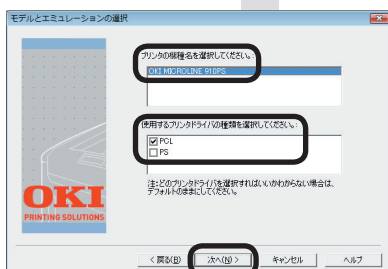 モデルとエミュレーションの選択
プリンタの機種名を選択してください。:
OKI MICROLINE 910PS
使用するプリンタドライバの種類を選択してください。:
PCL
PS
注:どのプリンタドライバを選択すればいいかわからない場合は、
デフォルトのままにしてください。
OKI
PRINTING SOLUTIONS
< 戻る(B) 次へ(N) > キャンセル ヘルプ